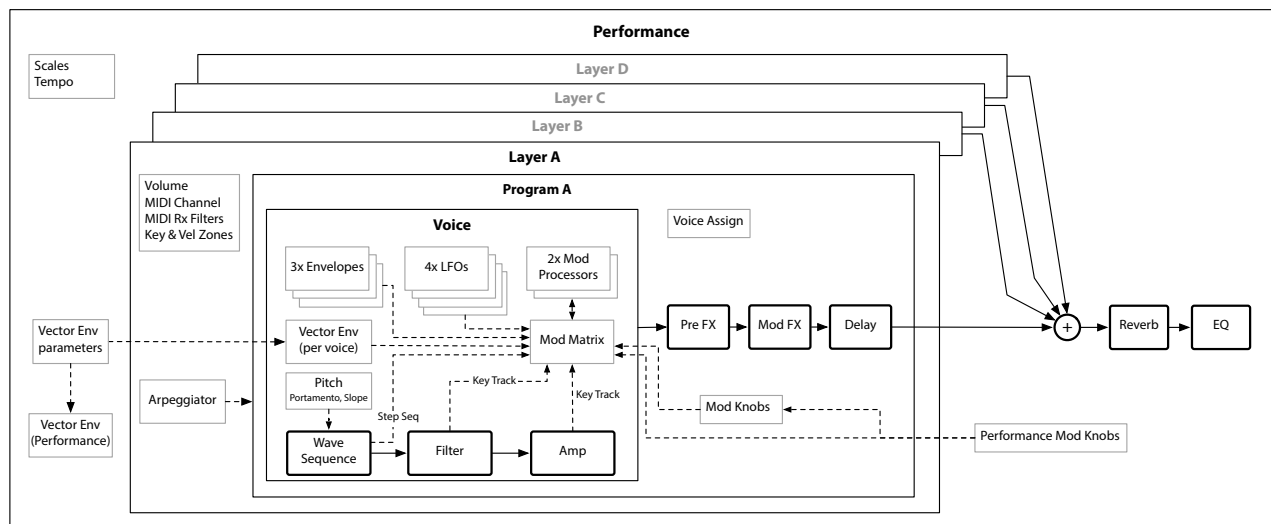 Performance
Scales
Tempo
Layer D
Layer C
Layer B
Layer A
Volume
MIDI Channel
MIDI Rx Filters
Key & Vel Zones
Program A
Voice
Voice Assign
3x Envelopes
4x LFOs
2x Mod
Processors
Vector Env
parameters
Vector Env
(per voice)
Mod Matrix
Pre FX
Mod FX
Delay
+
Reverb
EQ
Pitch
Portamento, Slope
Key Track
Key Track
Arpeggiator
Step Seq
Mod Knobs
Vector Env
(Performance)
Wave
Sequence
Filter
Amp
Performance Mod Knobs